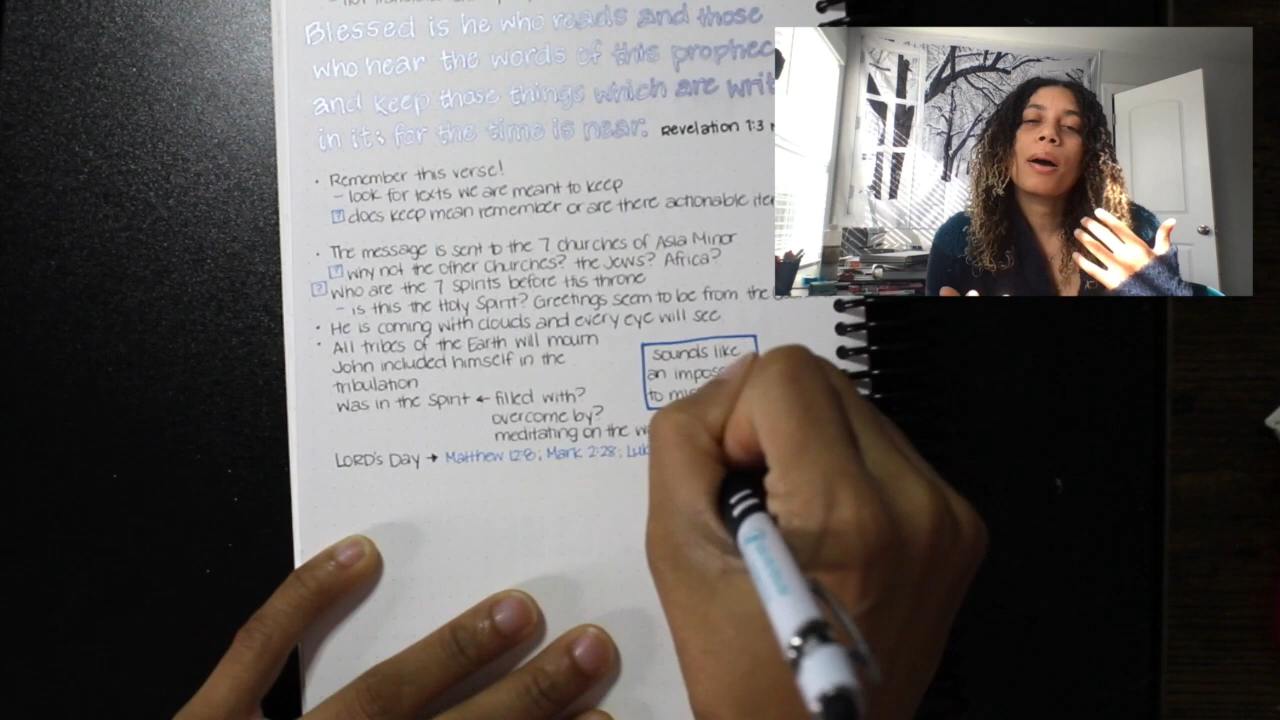 Blessed is he who reads and those
who hear the words of this prophec
and keep those things which are writ
in it; for the time is near. Revelation 1:3
• Remember this verse!
- look for texts we are meant to keep
? does keep mean remember or are there actionable ite
• The message is sent to the 7 churches of Asia Minor
? why not the other churches? the Jews? Africa?
? who are the 7 spirits before His throne
- is this the Holy Spirit? Greetings seem to be from the
• He is coming with clouds and every eye will see
• All tribes of the Earth will mourn
John included himself in the
tribulation
was in the spirit ← filled with?
overcome by?
meditating on the w
LORD's Day → Matthew 12:8; Mark 2:28; Luk
sounds like
an impos
to mi